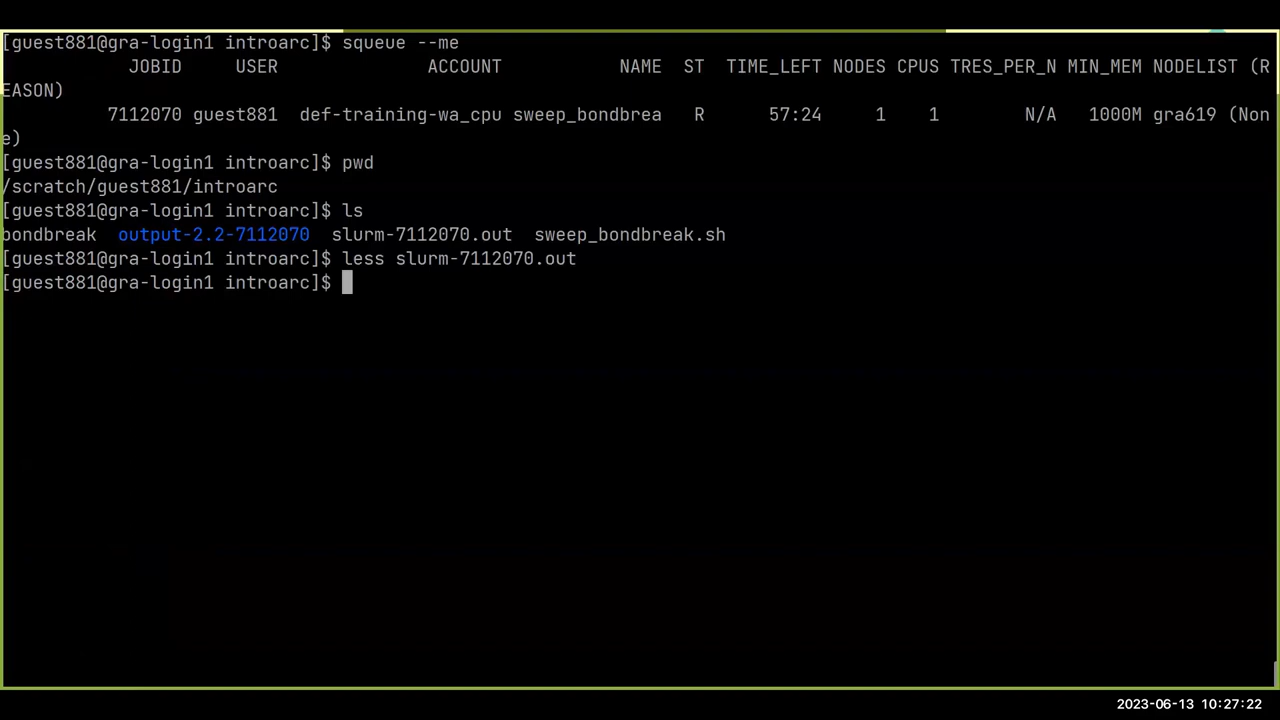 [guest881@gra-login1 introarc]$ squeue --me
JOBID USER ACCOUNT NAME ST TIME_LEFT NODES CPUS TRES_PER_N MIN_MEM NODELIST (R
EASON)
7112070 guest881 def-training-wa_cpu sweep_bondbrea R 57:24 1 1 N/A 1000M gra619 (Non
e)
[guest881@gra-login1 introarc]$ pwd
/scratch/guest881/introarc
[guest881@gra-login1 introarc]$ ls
bondbreak output-2.2-7112070 slurm-7112070.out sweep_bondbreak.sh
[guest881@gra-login1 introarc]$ less slurm-7112070.out
[guest881@gra-login1 introarc]$
2023-06-13 10:27:22